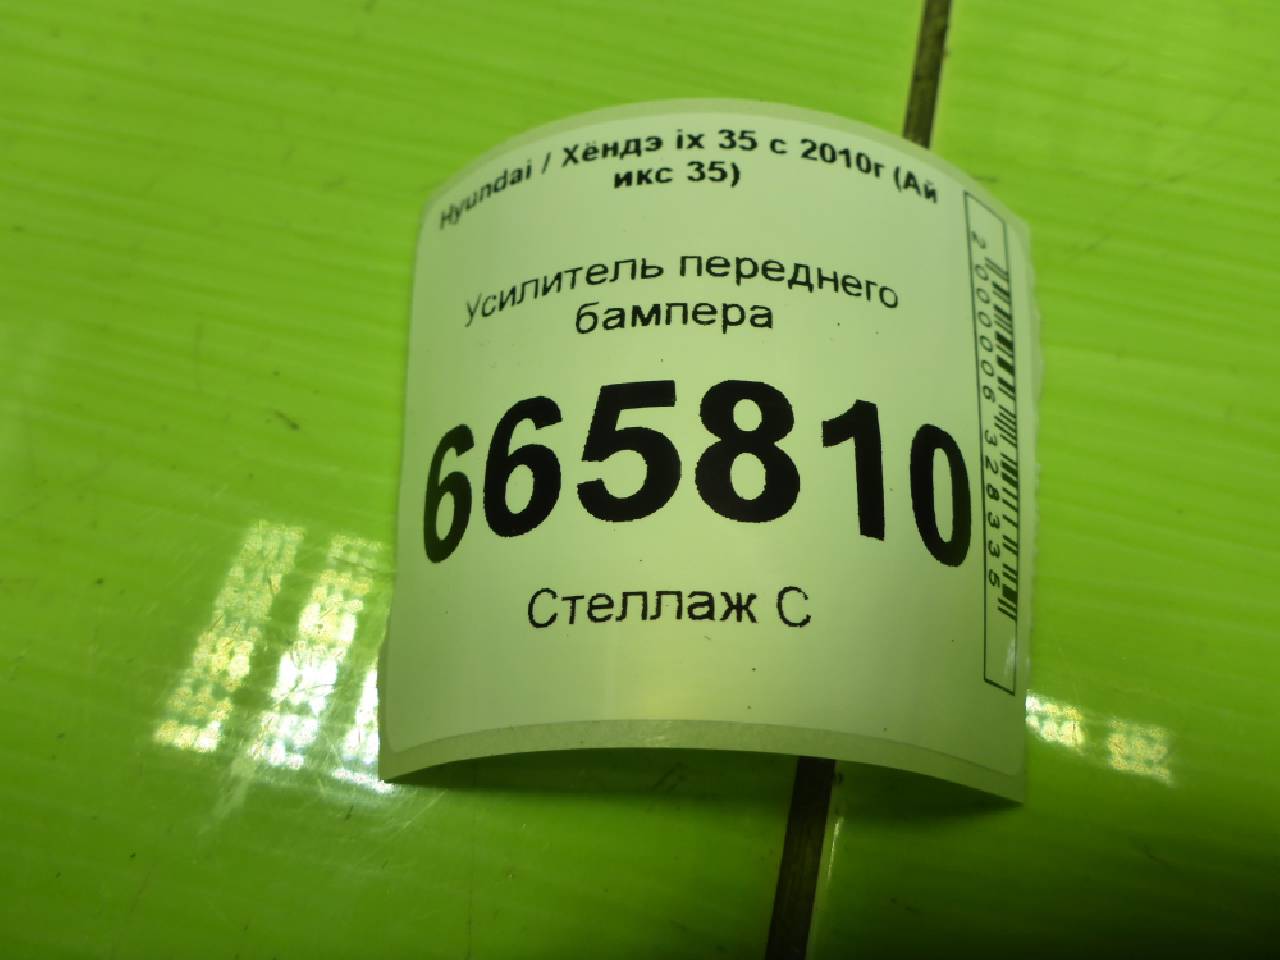 Hyundai / Хёндэ ix 35 с 2010г (Ай
икс 35)
Усилитель переднего
бампера
665810
Стеллаж С
2000006328335